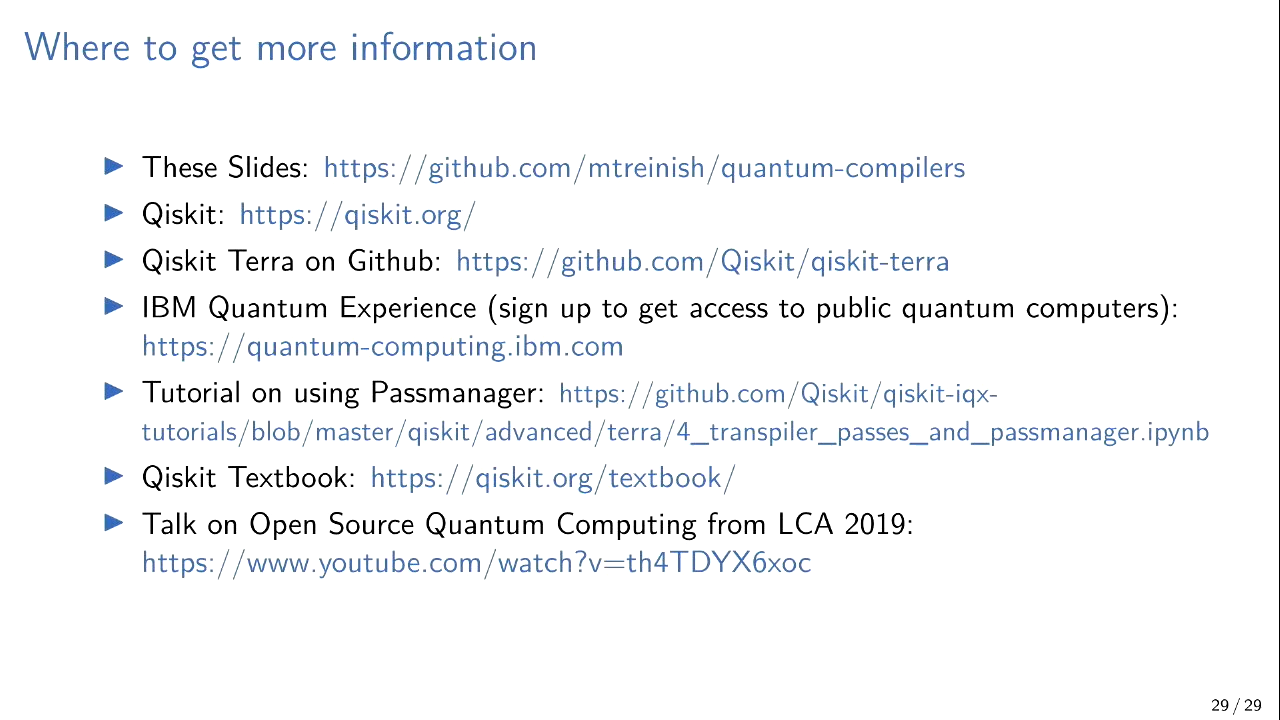 Where to get more information
These Slides: https://github.com/mtreinish/quantum-compilers
Qiskit: https://qiskit.org/
Qiskit Terra on Github: https://github.com/Qiskit/qiskit-terra
IBM Quantum Experience (sign up to get access to public quantum computers):
https://quantum-computing.ibm.com
Tutorial on using Passmanager: https://github.com/Qiskit/qiskit-iqx-
tutorials/blob/master/qiskit/advanced/terra/4_transpiler_passes_and_passmanager.ipynb
Qiskit Textbook: https://qiskit.org/textbook/
Talk on Open Source Quantum Computing from LCA 2019:
https://www.youtube.com/watch?v=th4TDYX6xoc
29 / 29